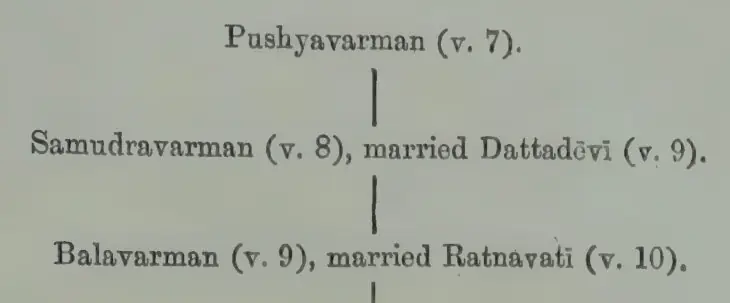 Pushyavarman (v. 7).
Samudravarman (v. 8), married Dattadēvī (v. 9).
Balavarman (v. 9), married Ratnavatī (v. 10).